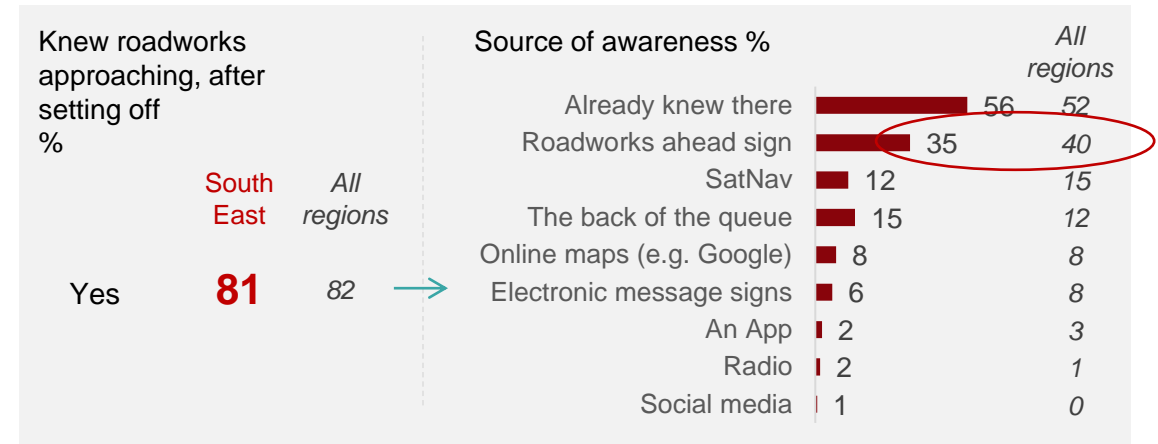 Knew roadworks
approaching, after
setting off
%
South
East
All
regions
Yes
81
82
Source of awareness %
All
regions
Already knew there 56 52
Roadworks ahead sign 35 40
SatNav 12 15
The back of the queue 15 12
Online maps (e.g. Google) 8 8
Electronic message signs 6 8
An App 2 3
Radio 2 1
Social media 1 0